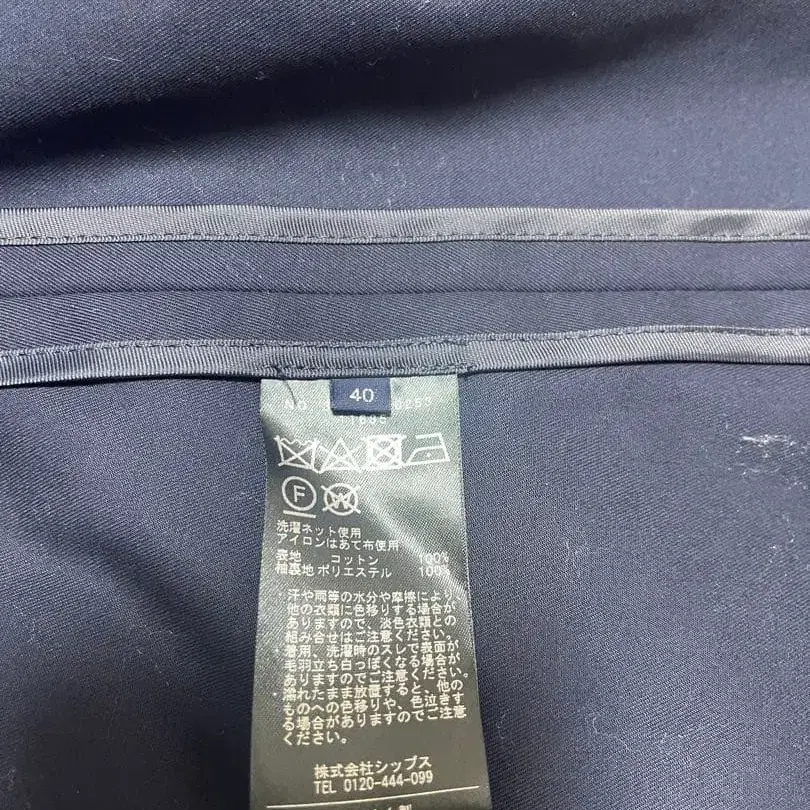 40
NO
0253
洗濯ネット使用
アイロンはあて布使用
表地 コットン 100%
袖裏地 ポリエステル 100%
・汗や雨等の水分や摩擦により、
他の衣類に色移りする場合が
ありますので、淡色衣類との
組み合せはご注意ください。
・着用、洗濯時のスレで表面が
毛羽立ち白っぽくなる場合が
ありますのでご注意ください。
・濡れたまま放置すると、他の
ものへの色移りや、色泣きす
る場合がありますのでご注意
ください。
株式会社シップス
TEL 0120-444-099